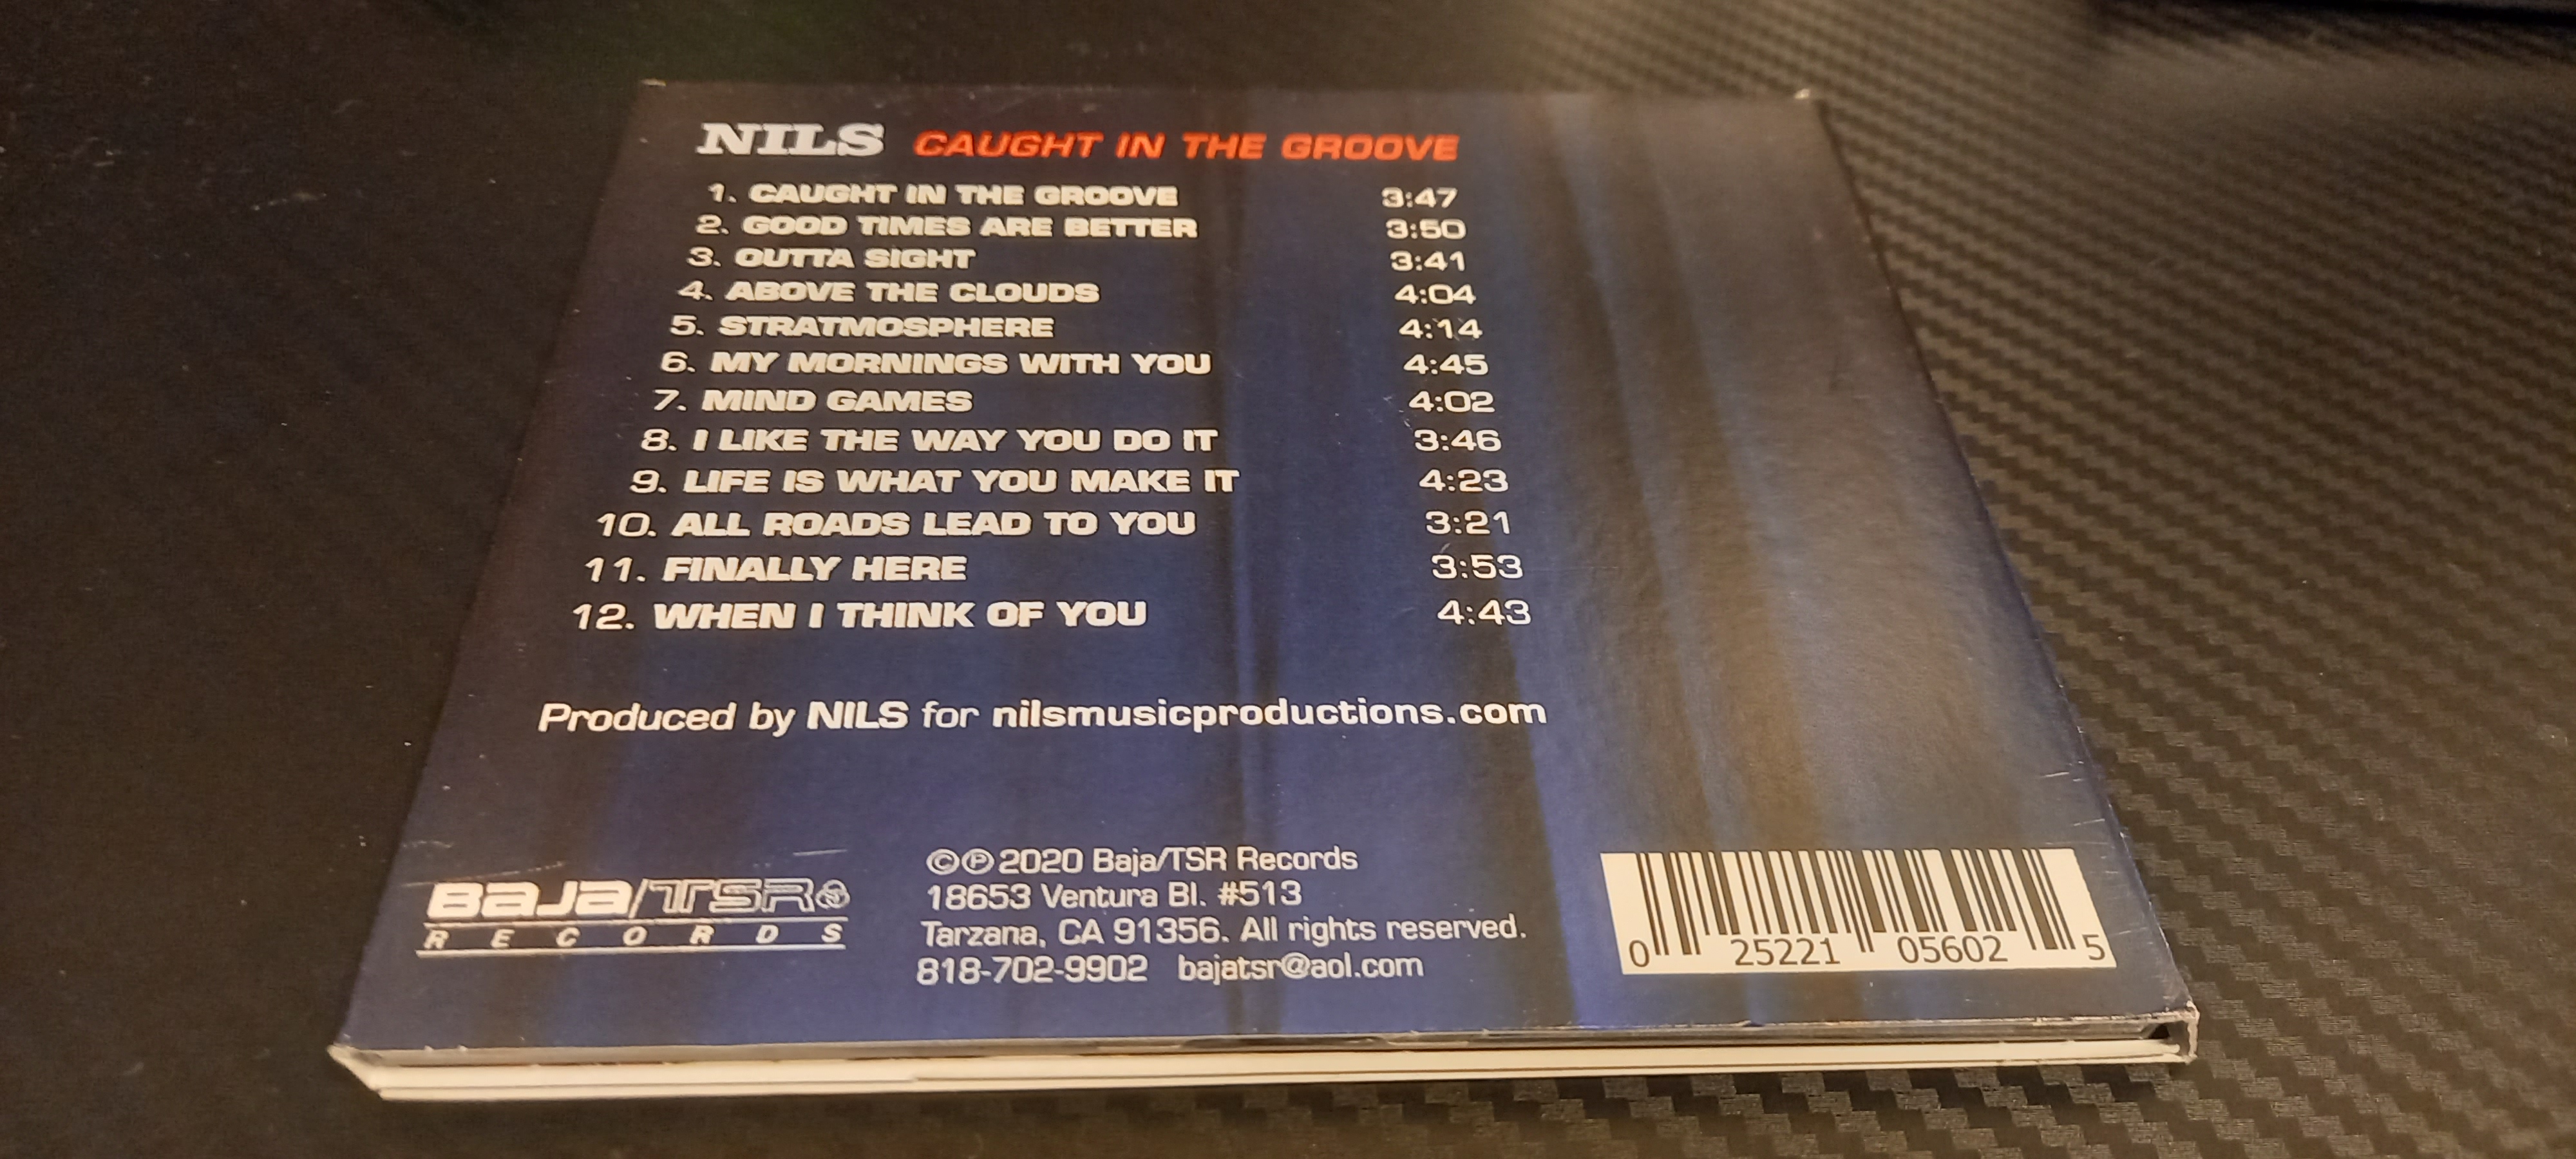 NILS CAUGHT IN THE GROOVE
1. CAUGHT IN THE GROOVE 3:47
2. GOOD TIMES ARE BETTER 3:50
3. OUTTA SIGHT 3:41
4. ABOVE THE CLOUDS 4:04
5. STRATMOSPHERE 4:14
6. MY MORNINGS WITH YOU 4:45
7. MIND GAMES 4:02
8. I LIKE THE WAY YOU DO IT 3:46
9. LIFE IS WHAT YOU MAKE IT 4:23
10. ALL ROADS LEAD TO YOU 3:21
11. FINALLY HERE 3:53
12. WHEN I THINK OF YOU 4:43
Produced by NILS for nilsmusicproductions.com
BAJA/TSR
RECORDS
©℗ 2020 Baja/TSR Records
18653 Ventura Bl. #513
Tarzana, CA 91356. All rights reserved.
818-702-9902 bajatsr@aol.com
0 25221 05602 5